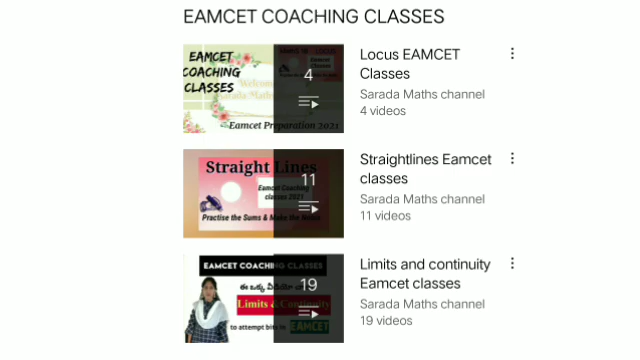 EAMCET COACHING CLASSES
EAMCET
COACHING
CLASSES
4
Eamcet Preparation 2021
Locus EAMCET
Classes
Sarada Maths channel
4 videos
Straight Lines
11
Eamcet Coaching
classes 2021
Practise the Sums & Make the
Straightlines Eamcet
classes
Sarada Maths channel
11 videos
EAMCET COACHING CLASSES
19
ఈ ఒక్క వీడియో
Limits & Continuity
to attempt bits in EAMCET
Limits and continuity
Eamcet classes
Sarada Maths channel
19 videos